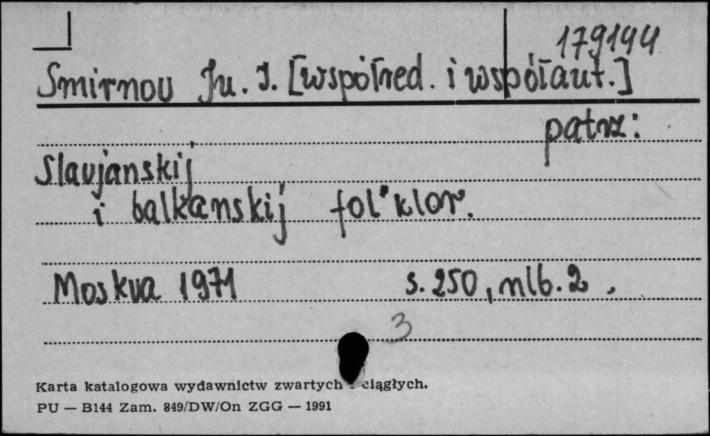 179144
Smirnov Ju. I. [współred. i współaut.]
patrz:
Slavjanskij
i balkanskij fol'klor.
Moskva 1971 s. 250, nlb. 2.
3
Karta katalogowa wydawnictw zwartych i ciągłych.
PU — B144 Zam. 849/DW/On ZGG — 1991